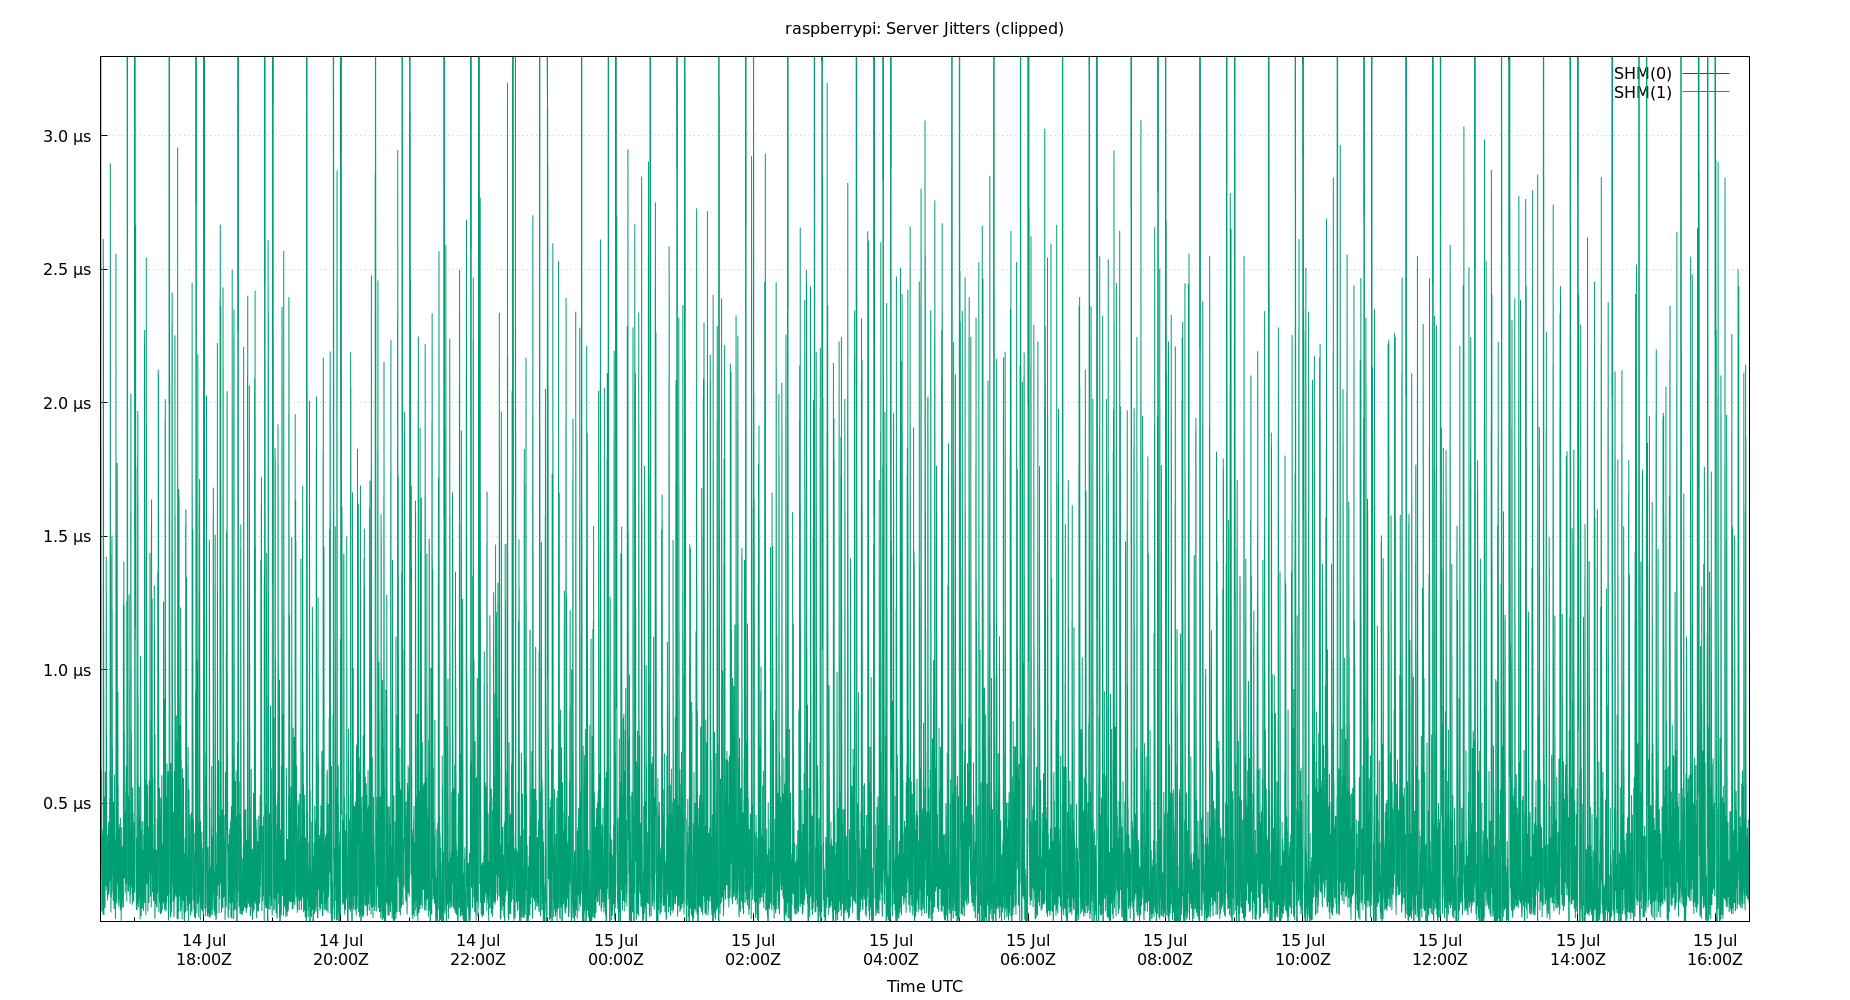 raspberrypi: Server Jitters (clipped)
SHM(0)
SHM(1)
3.0 µs
2.5 µs
2.0 µs
1.5 µs
1.0 µs
0.5 µs
14 Jul 14 Jul 14 Jul 15 Jul 15 Jul 15 Jul 15 Jul 15 Jul 15 Jul 15 Jul 15 Jul 15 Jul
18:00Z 20:00Z 22:00Z 00:00Z 02:00Z 04:00Z 06:00Z 08:00Z 10:00Z 12:00Z 14:00Z 16:00Z
Time UTC